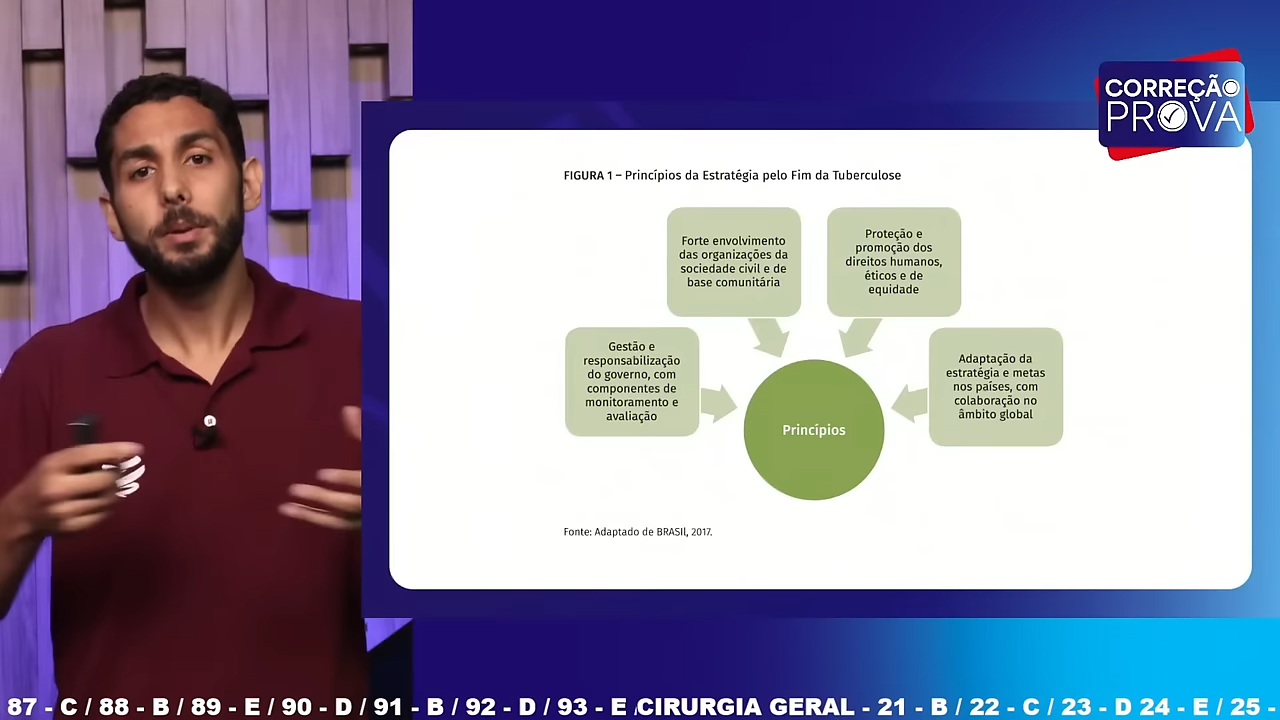 CORREÇÃO
PROVA
FIGURA 1 – Princípios da Estratégia pelo Fim da Tuberculose
Forte envolvimento
das organizações da
sociedade civil e de
base comunitária
Proteção e
promoção dos
direitos humanos,
éticos e de
equidade
Gestão e
responsabilização
do governo, com
componentes de
monitoramento e
avaliação
Adaptação da
estratégia e metas
nos países, com
colaboração no
âmbito global
Princípios
Fonte: Adaptado de BRASIl, 2017.
87 - C / 88 - B / 89 - E / 90 - D / 91 - B / 92 - D / 93 - E / CIRURGIA GERAL - 21 - B / 22 - C / 23 - D 24 - E / 25 -